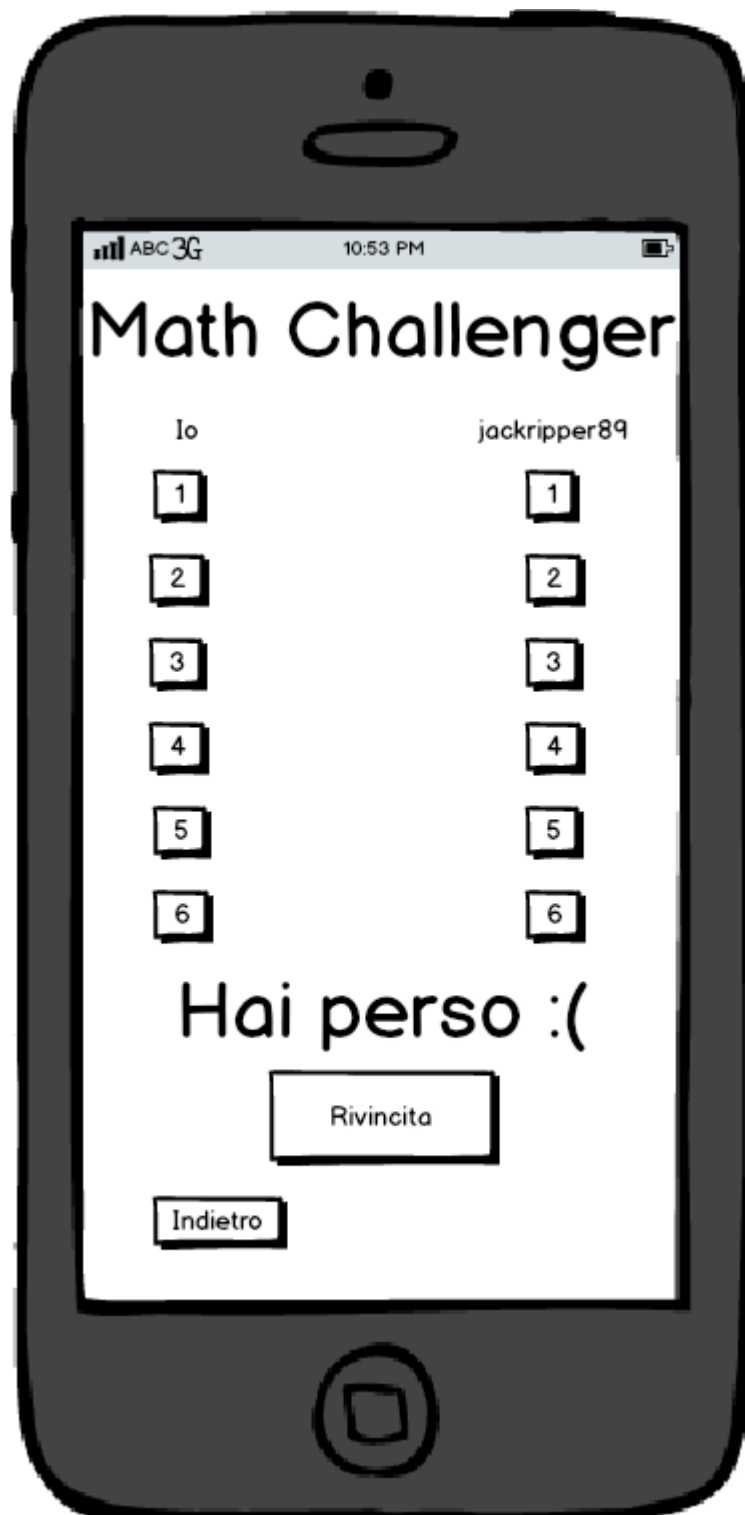 ABC 3G 10:53 PM
Math Challenger
Io jackripper89
1 1
2 2
3 3
4 4
5 5
6 6
Hai perso :(
Rivincita
Indietro